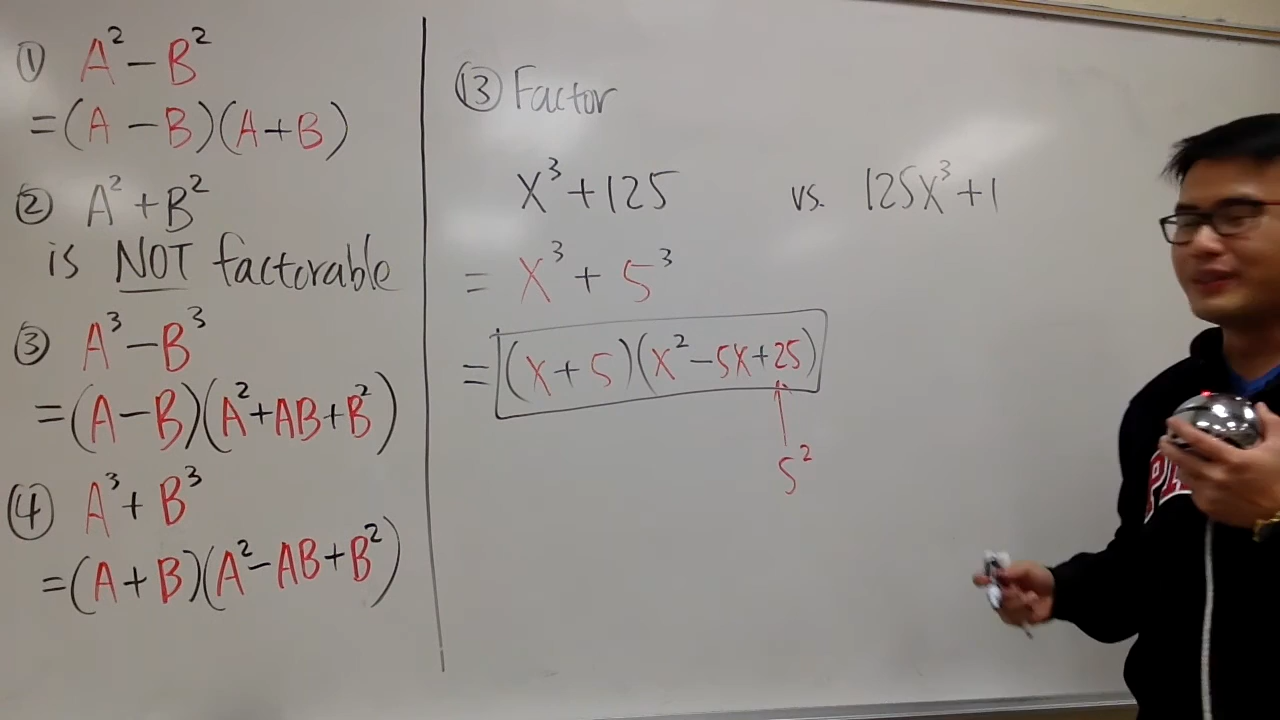 ① A² − B²
= (A − B)(A + B)
② A² + B²
is NOT factorable
③ A³ − B³
= (A − B)(A² + AB + B²)
④ A³ + B³
= (A + B)(A² − AB + B²)
⑬ Factor
x³ + 125 vs. 125x³ + 1
= x³ + 5³
= (x + 5)(x² − 5x + 25)
5²